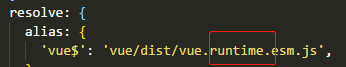 resolve: {
alias: {
'vue$': 'vue/dist/vue.runtime.esm.js',